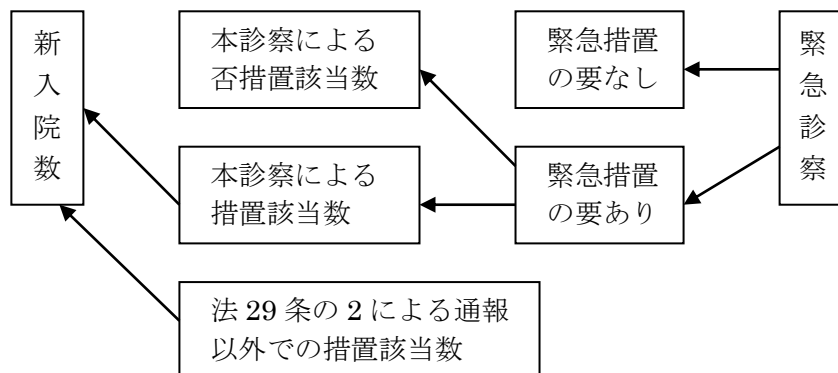 新入院数
本診察による
否措置該当数
緊急措置
の要なし
緊急診察
本診察による
措置該当数
緊急措置
の要あり
法 29 条の 2 による通報
以外での措置該当数